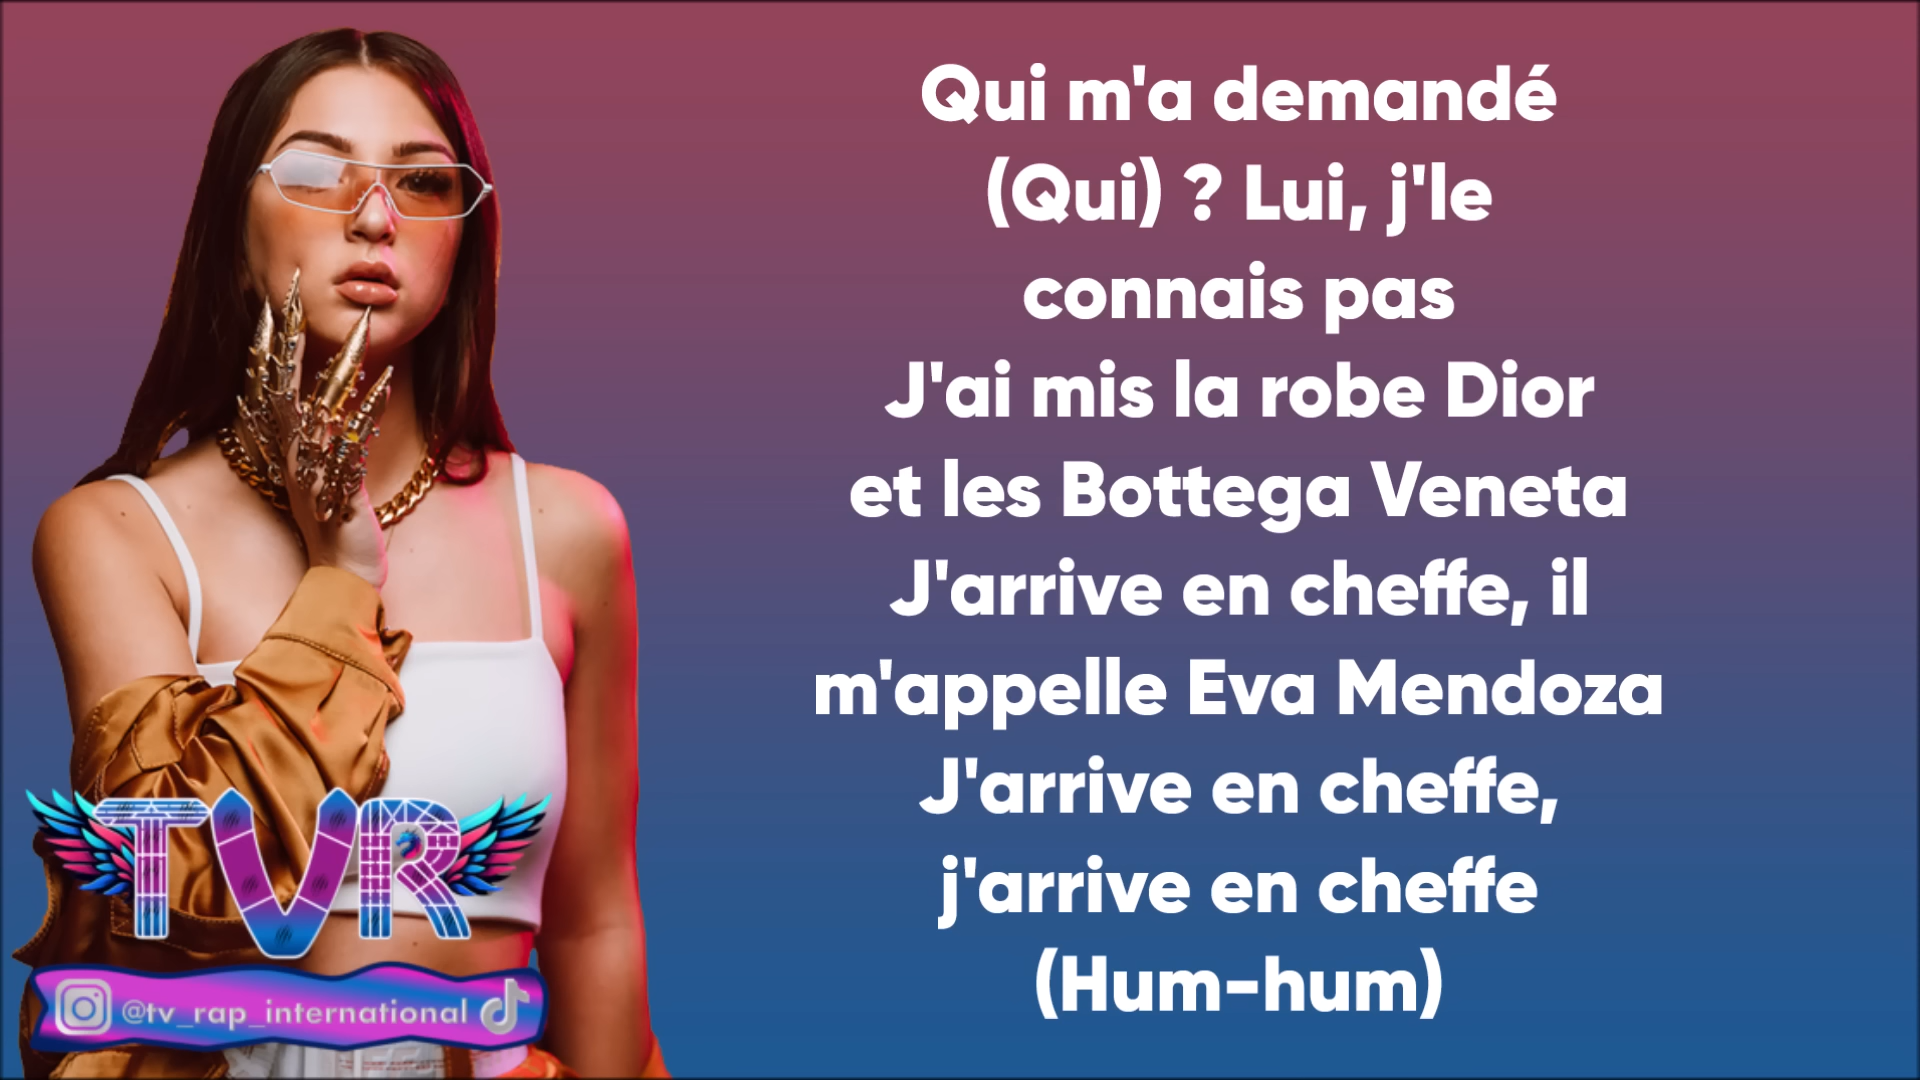 Qui m'a demandé
(Qui) ? Lui, j'le
connais pas
J'ai mis la robe Dior
et les Bottega Veneta
J'arrive en cheffe, il
m'appelle Eva Mendoza
J'arrive en cheffe,
j'arrive en cheffe
(Hum-hum)
TVR
@tv_rap_international